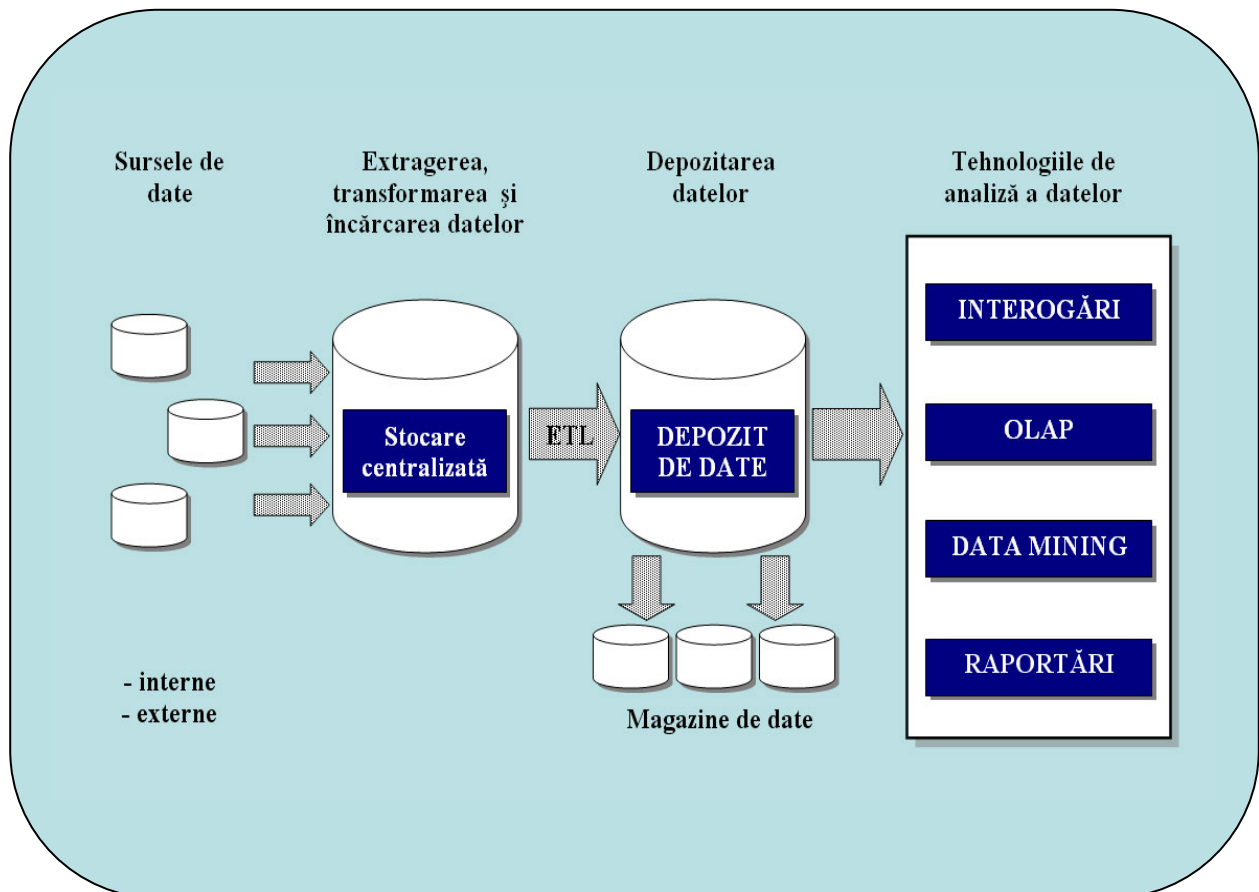 Sursele de
date
Extragerea,
transformarea şi
încărcarea datelor
Depozitarea
datelor
Tehnologiile de
analiză a datelor
Stocare
centralizată
ETL
DEPOZIT
DE DATE
INTEROGĂRI
OLAP
DATA MINING
RAPORTĂRI
- interne
- externe
Magazine de date